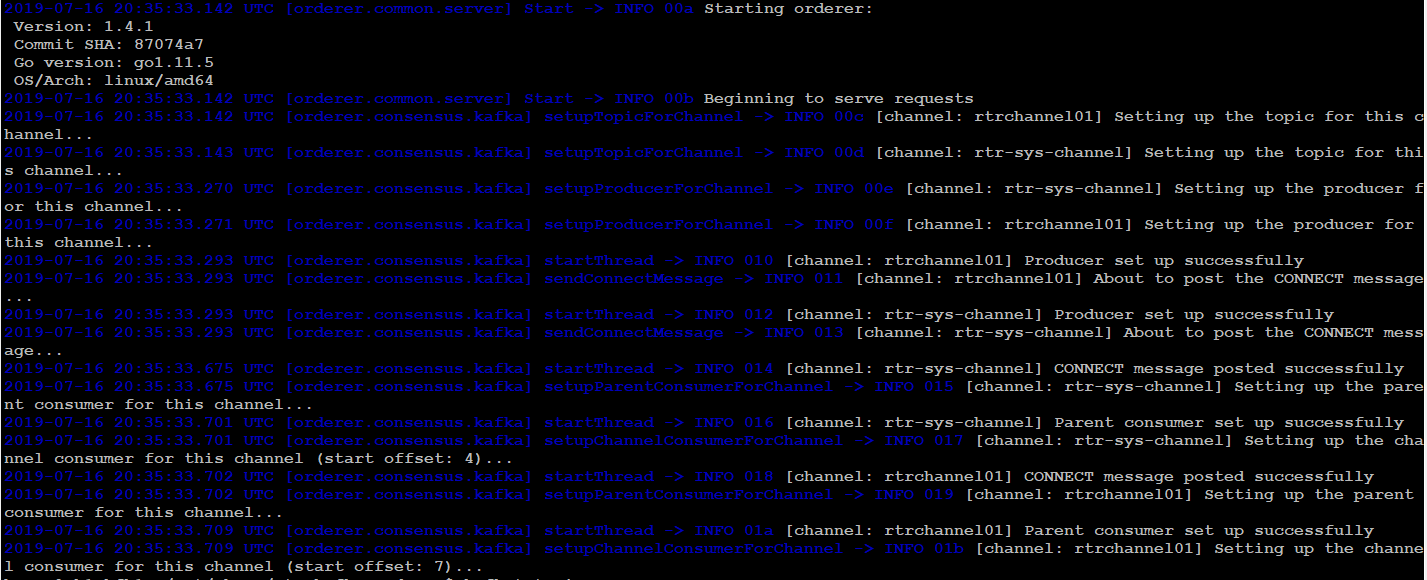 2019-07-16 20:35:33.142 UTC [orderer.common.server] Start -> INFO 00a Starting orderer:
 Version: 1.4.1
 Commit SHA: 87074a7
 Go version: go1.11.5
 OS/Arch: linux/amd64
2019-07-16 20:35:33.142 UTC [orderer.common.server] Start -> INFO 00b Beginning to serve requests
2019-07-16 20:35:33.142 UTC [orderer.consensus.kafka] setupTopicForChannel -> INFO 00c [channel: rtrchannel01] Setting up the topic for this c
hannel...
2019-07-16 20:35:33.143 UTC [orderer.consensus.kafka] setupTopicForChannel -> INFO 00d [channel: rtr-sys-channel] Setting up the topic for thi
s channel...
2019-07-16 20:35:33.270 UTC [orderer.consensus.kafka] setupProducerForChannel -> INFO 00e [channel: rtr-sys-channel] Setting up the producer f
or this channel...
2019-07-16 20:35:33.271 UTC [orderer.consensus.kafka] setupProducerForChannel -> INFO 00f [channel: rtrchannel01] Setting up the producer for
this channel...
2019-07-16 20:35:33.293 UTC [orderer.consensus.kafka] startThread -> INFO 010 [channel: rtrchannel01] Producer set up successfully
2019-07-16 20:35:33.293 UTC [orderer.consensus.kafka] sendConnectMessage -> INFO 011 [channel: rtrchannel01] About to post the CONNECT message
...
2019-07-16 20:35:33.293 UTC [orderer.consensus.kafka] startThread -> INFO 012 [channel: rtr-sys-channel] Producer set up successfully
2019-07-16 20:35:33.293 UTC [orderer.consensus.kafka] sendConnectMessage -> INFO 013 [channel: rtr-sys-channel] About to post the CONNECT mess
age...
2019-07-16 20:35:33.675 UTC [orderer.consensus.kafka] startThread -> INFO 014 [channel: rtr-sys-channel] CONNECT message posted successfully
2019-07-16 20:35:33.675 UTC [orderer.consensus.kafka] setupParentConsumerForChannel -> INFO 015 [channel: rtr-sys-channel] Setting up the pare
nt consumer for this channel...
2019-07-16 20:35:33.701 UTC [orderer.consensus.kafka] startThread -> INFO 016 [channel: rtr-sys-channel] Parent consumer set up successfully
2019-07-16 20:35:33.701 UTC [orderer.consensus.kafka] setupChannelConsumerForChannel -> INFO 017 [channel: rtr-sys-channel] Setting up the cha
nnel consumer for this channel (start offset: 4)...
2019-07-16 20:35:33.702 UTC [orderer.consensus.kafka] startThread -> INFO 018 [channel: rtrchannel01] CONNECT message posted successfully
2019-07-16 20:35:33.702 UTC [orderer.consensus.kafka] setupParentConsumerForChannel -> INFO 019 [channel: rtrchannel01] Setting up the parent
consumer for this channel...
2019-07-16 20:35:33.709 UTC [orderer.consensus.kafka] startThread -> INFO 01a [channel: rtrchannel01] Parent consumer set up successfully
2019-07-16 20:35:33.709 UTC [orderer.consensus.kafka] setupChannelConsumerForChannel -> INFO 01b [channel: rtrchannel01] Setting up the channe
l consumer for this channel (start offset: 7)...